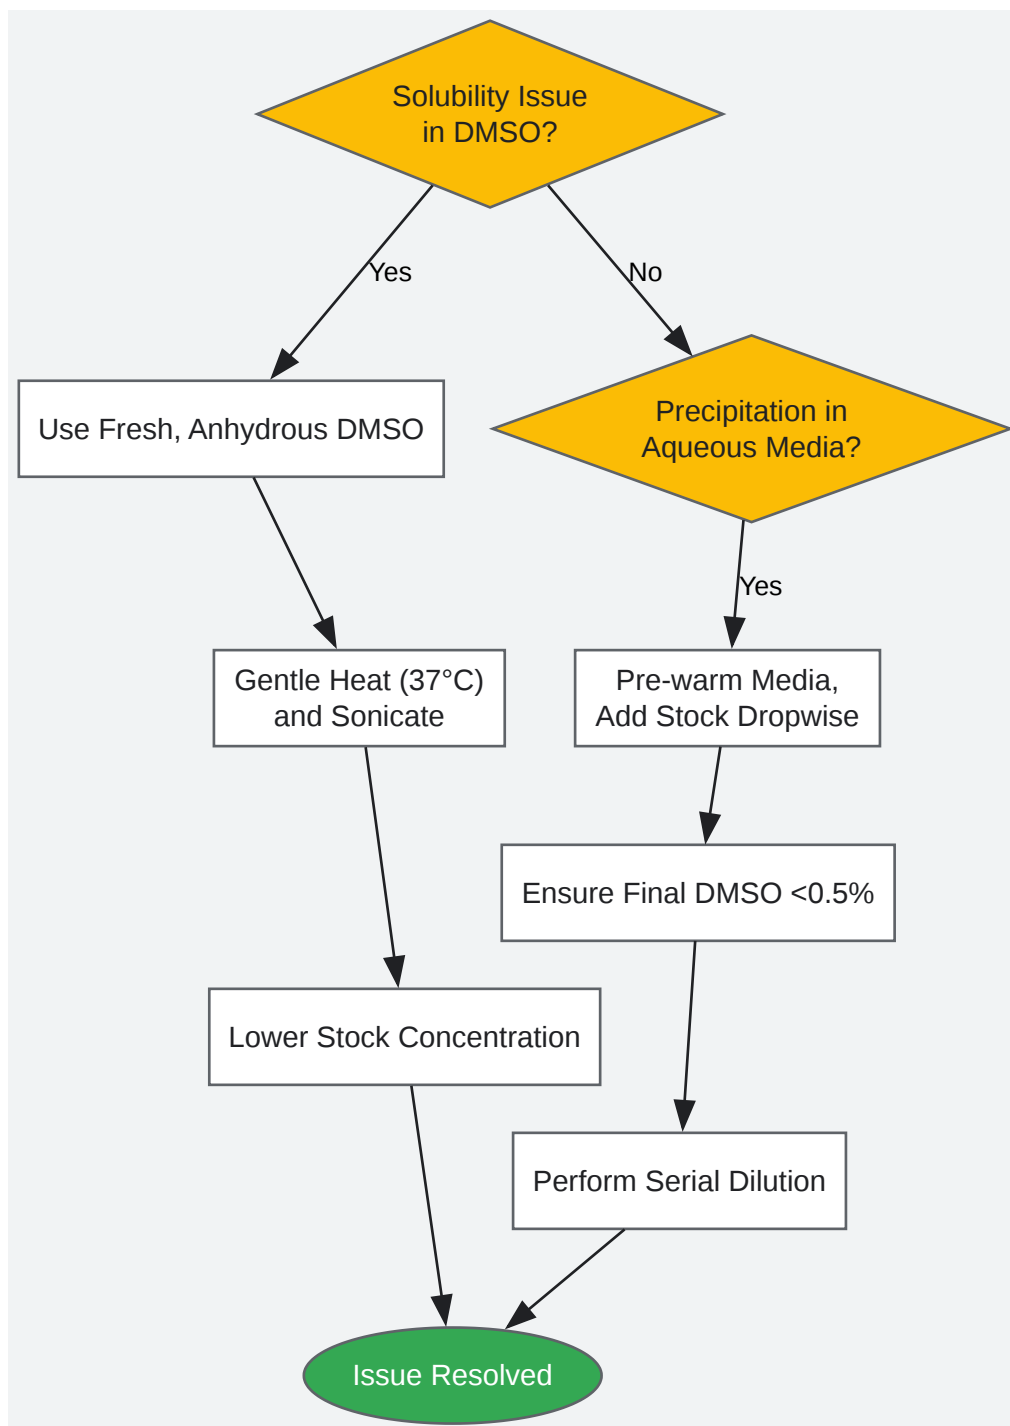 Solubility Issue
in DMSO?
Yes
No
Use Fresh, Anhydrous DMSO
Precipitation in
Aqueous Media?
Yes
Gentle Heat (37°C)
and Sonicate
Pre-warm Media,
Add Stock Dropwise
Ensure Final DMSO <0.5%
Lower Stock Concentration
Perform Serial Dilution
Issue Resolved